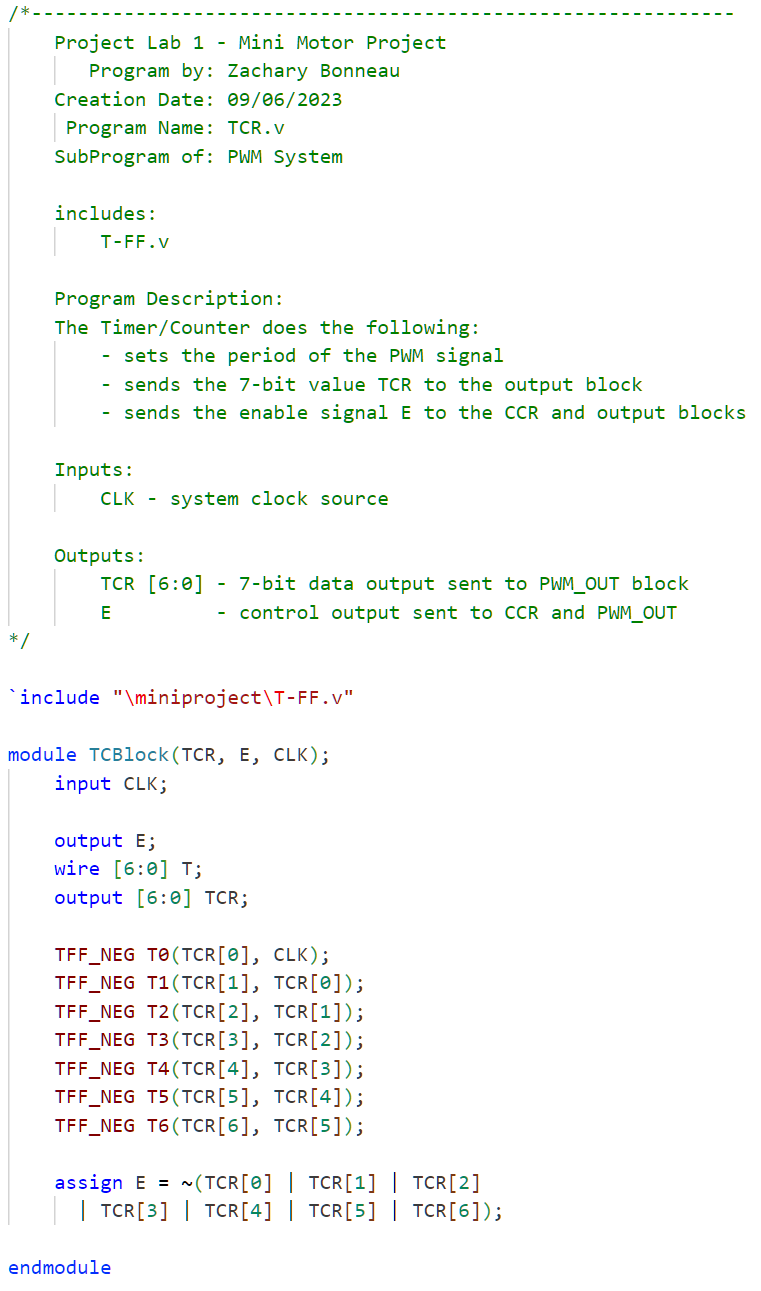 /*-------------------------------------------------------------
    Project Lab 1 - Mini Motor Project
       Program by: Zachary Bonneau
    Creation Date: 09/06/2023
     Program Name: TCR.v
    SubProgram of: PWM System

    includes:
        T-FF.v

    Program Description:
    The Timer/Counter does the following:
        - sets the period of the PWM signal
        - sends the 7-bit value TCR to the output block
        - sends the enable signal E to the CCR and output blocks

    Inputs:
        CLK - system clock source

    Outputs:
        TCR [6:0] - 7-bit data output sent to PWM_OUT block
        E         - control output sent to CCR and PWM_OUT
*/

`include "\miniproject\T-FF.v"

module TCBlock(TCR, E, CLK);
    input CLK;

    output E;
    wire [6:0] T;
    output [6:0] TCR;

    TFF_NEG T0(TCR[0], CLK);
    TFF_NEG T1(TCR[1], TCR[0]);
    TFF_NEG T2(TCR[2], TCR[1]);
    TFF_NEG T3(TCR[3], TCR[2]);
    TFF_NEG T4(TCR[4], TCR[3]);
    TFF_NEG T5(TCR[5], TCR[4]);
    TFF_NEG T6(TCR[6], TCR[5]);

    assign E = ~(TCR[0] | TCR[1] | TCR[2]
      | TCR[3] | TCR[4] | TCR[5] | TCR[6]);

endmodule